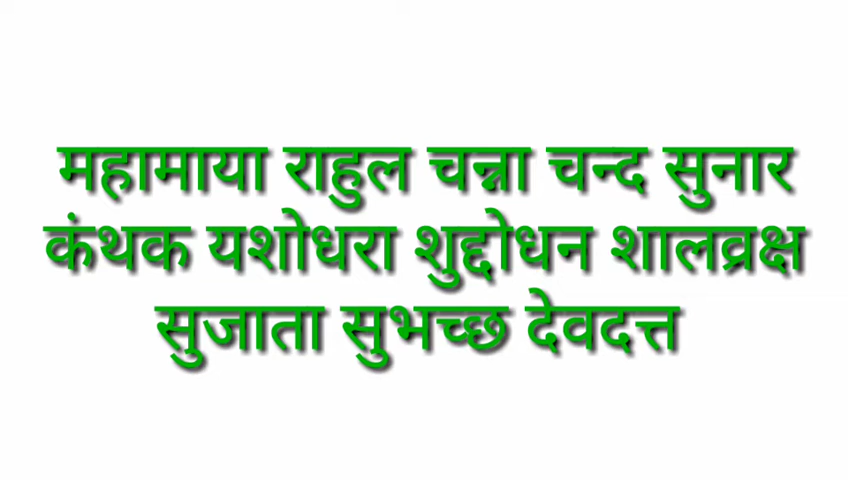 महामाया राहुल चन्ना चन्द सुनार
कंथक यशोधरा शुद्दोधन शालव्रक्ष
सुजाता सुभच्छ देवदत्त